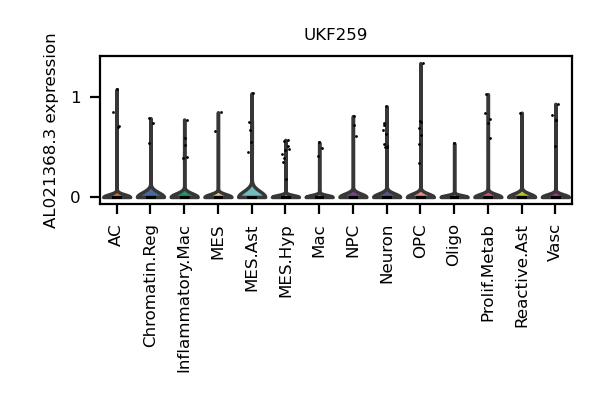 UKF259
AL021368.3 expression
1
0
AC
Chromatin.Reg
Inflammatory.Mac
MES
MES.Ast
MES.Hyp
Mac
NPC
Neuron
OPC
Oligo
Prolif.Metab
Reactive.Ast
Vasc